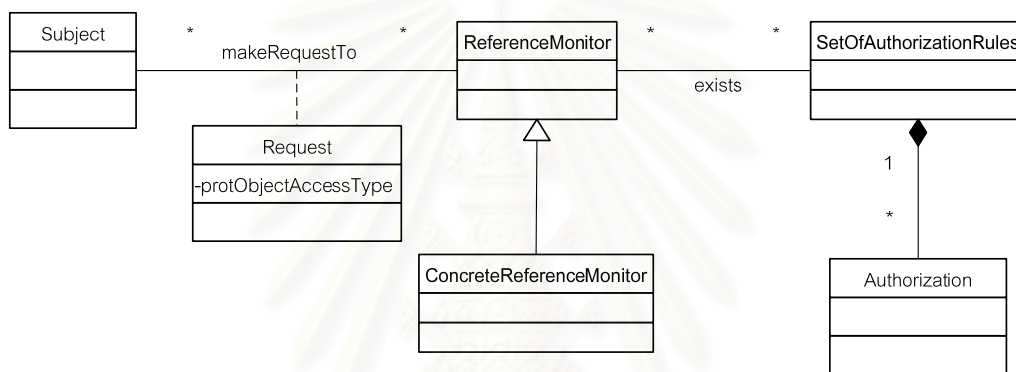 Subject
*
makeRequestTo
*
ReferenceMonitor
*
exists
*
SetOfAuthorizationRules
Request
-protObjectAccessType
ConcreteReferenceMonitor
1
*
Authorization